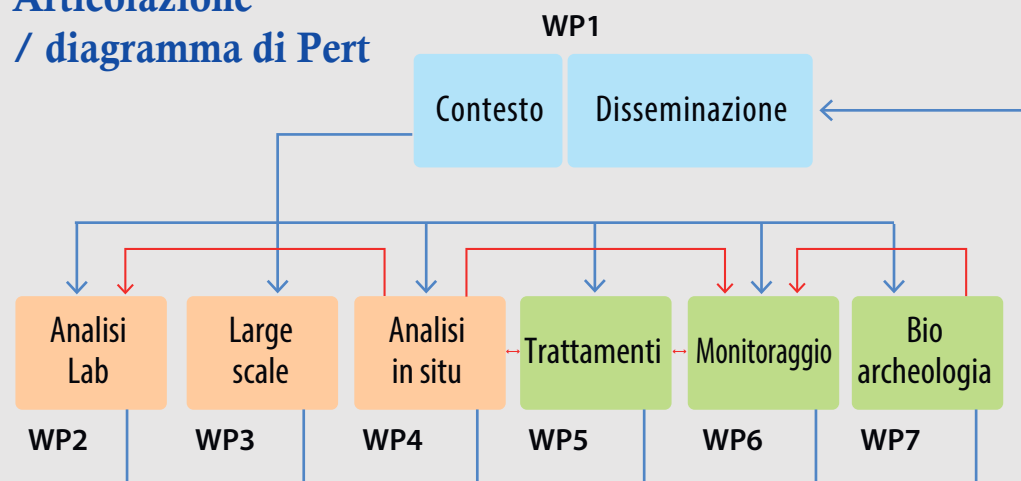 Articolazione
/ diagramma di Pert
WP1
Contesto
Disseminazione
Analisi
Lab
Large
scale
Analisi
in situ
Trattamenti
Monitoraggio
Bio
archeologia
WP2
WP3
WP4
WP5
WP6
WP7